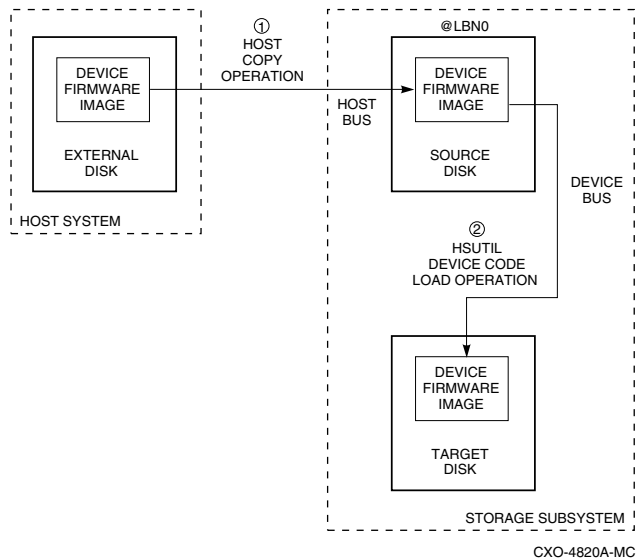 ①
HOST
COPY
OPERATION
DEVICE
FIRMWARE
IMAGE
EXTERNAL
DISK
HOST SYSTEM
HOST
BUS
@LBN0
DEVICE
FIRMWARE
IMAGE
SOURCE
DISK
DEVICE
BUS
②
HSUTIL
DEVICE CODE
LOAD OPERATION
DEVICE
FIRMWARE
IMAGE
TARGET
DISK
STORAGE SUBSYSTEM
CXO-4820A-MC